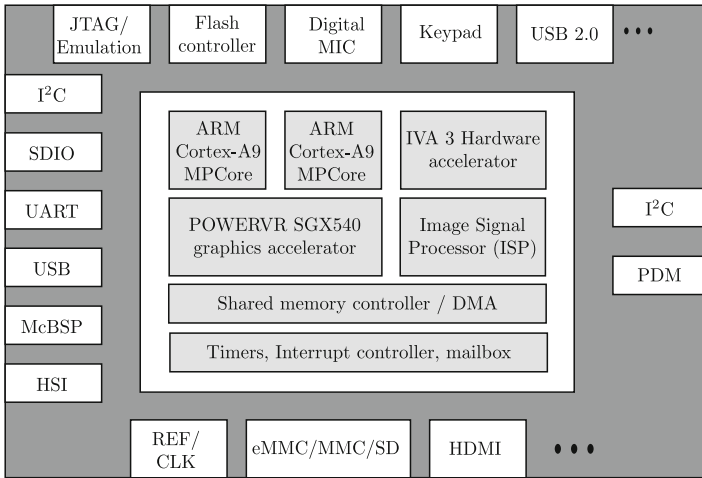 JTAG/
Emulation
Flash
controller
Digital
MIC
Keypad
USB 2.0
I²C
SDIO
UART
USB
McBSP
HSI
ARM
Cortex-A9
MPCore
ARM
Cortex-A9
MPCore
IVA 3 Hardware
accelerator
POWERVR SGX540
graphics accelerator
Image Signal
Processor (ISP)
Shared memory controller / DMA
Timers, Interrupt controller, mailbox
I²C
PDM
REF/
CLK
eMMC/MMC/SD
HDMI